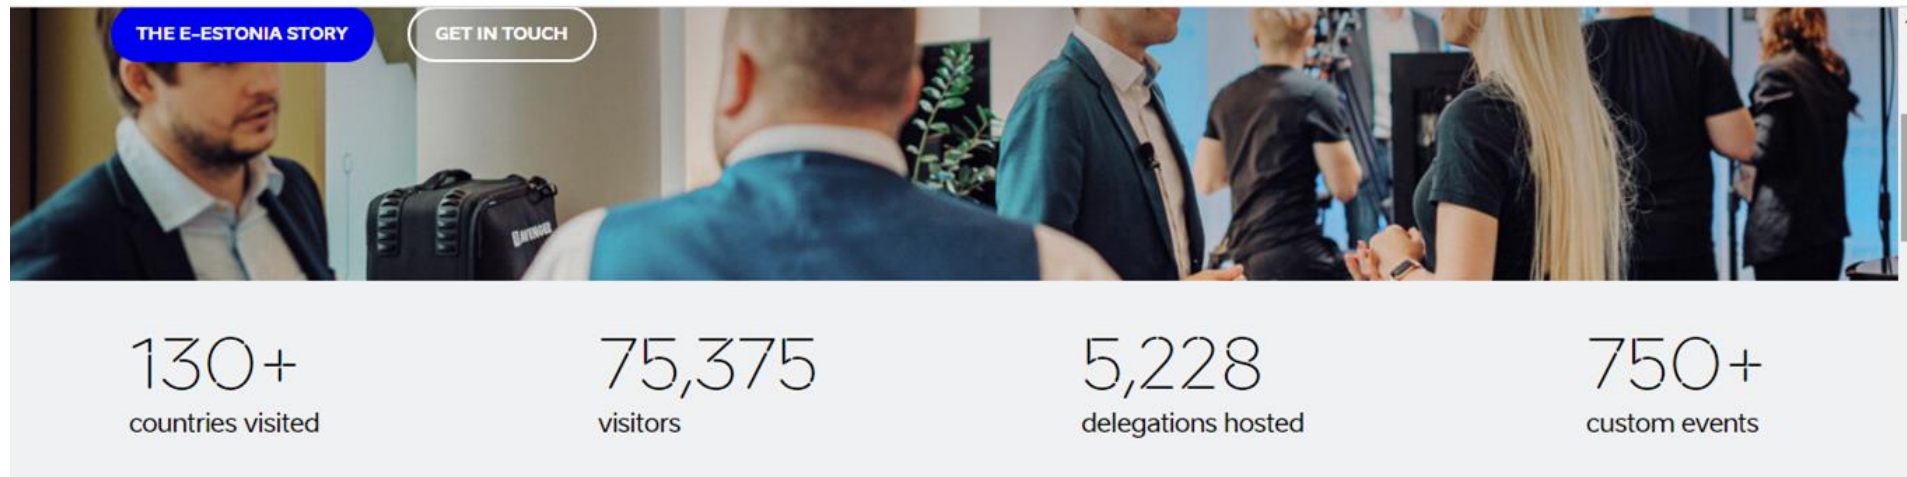 THE E-ESTONIA STORY
GET IN TOUCH
AVENGER
130+
countries visited
75,375
visitors
5,228
delegations hosted
750+
custom events